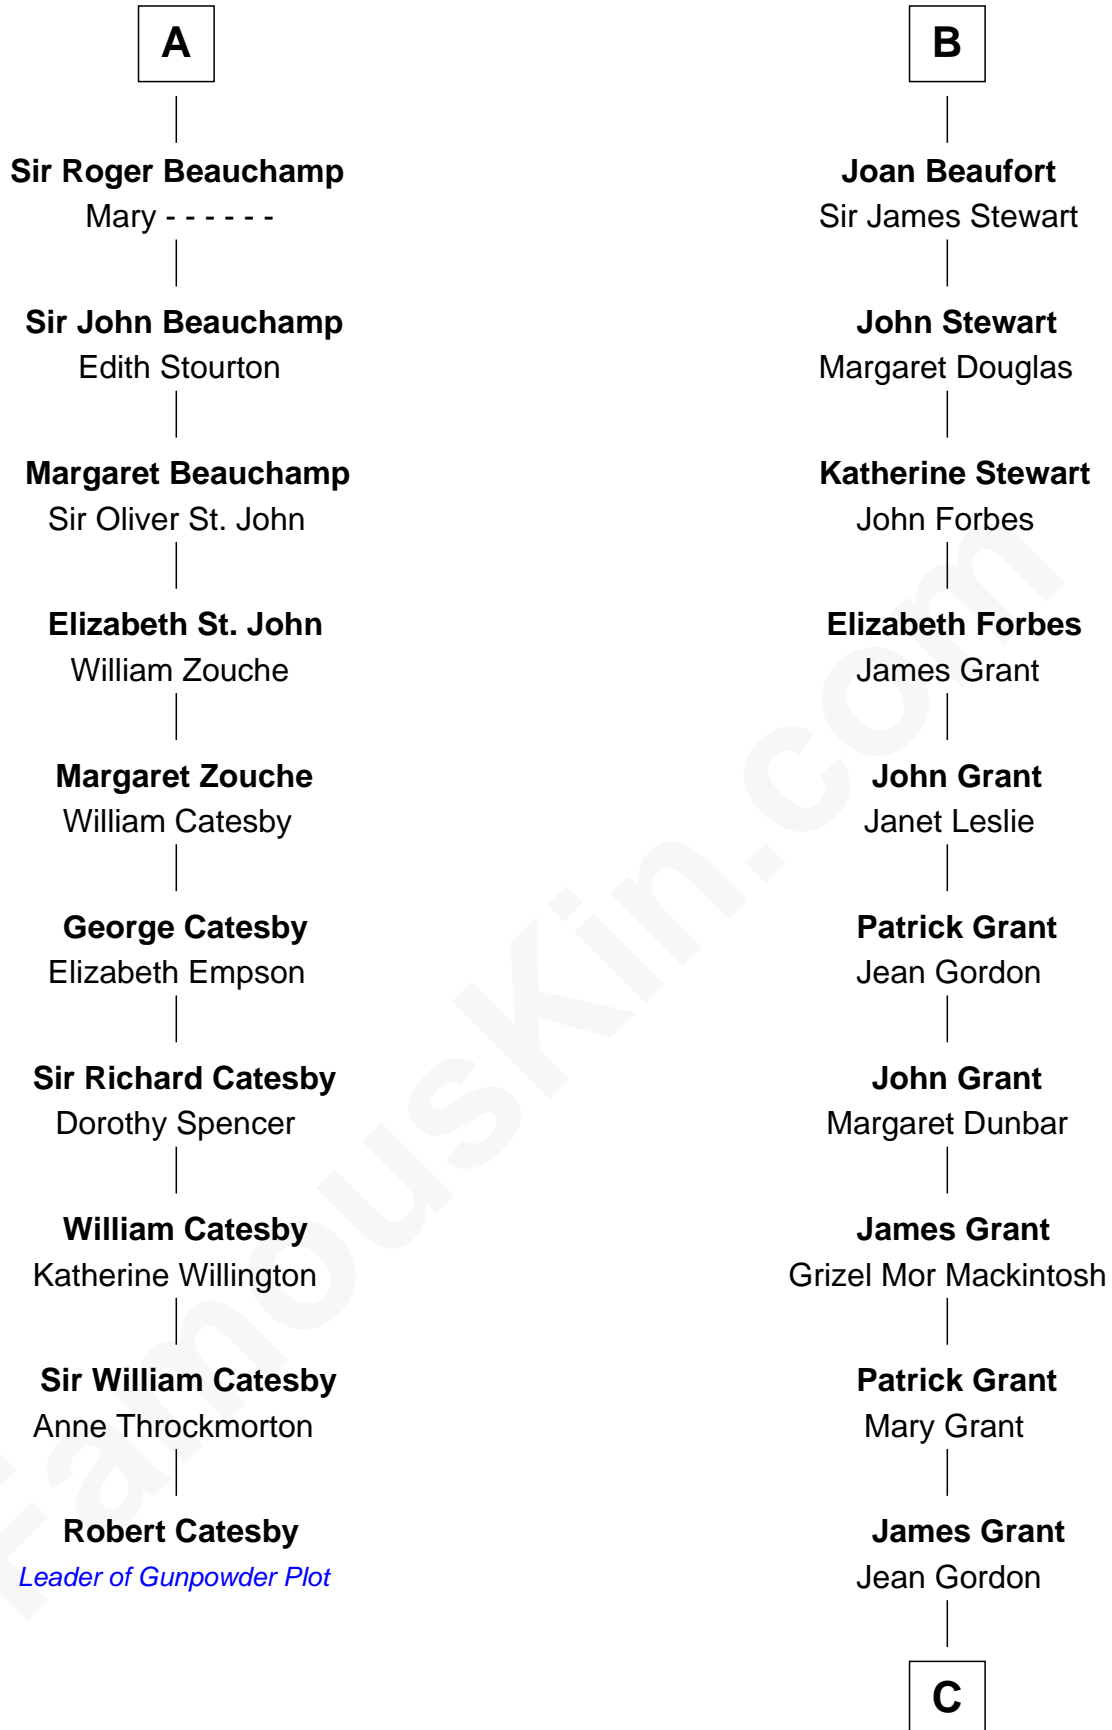 A
Sir Roger Beauchamp
Mary - - - - - -
Sir John Beauchamp
Edith Stourton
Margaret Beauchamp
Sir Oliver St. John
Elizabeth St. John
William Zouche
Margaret Zouche
William Catesby
George Catesby
Elizabeth Empson
Sir Richard Catesby
Dorothy Spencer
William Catesby
Katherine Willington
Sir William Catesby
Anne Throckmorton
Robert Catesby
Leader of Gunpowder Plot
B
Joan Beaufort
Sir James Stewart
John Stewart
Margaret Douglas
Katherine Stewart
John Forbes
Elizabeth Forbes
James Grant
John Grant
Janet Leslie
Patrick Grant
Jean Gordon
John Grant
Margaret Dunbar
James Grant
Grizel Mor Mackintosh
Patrick Grant
Mary Grant
James Grant
Jean Gordon
C
FamousKin.com